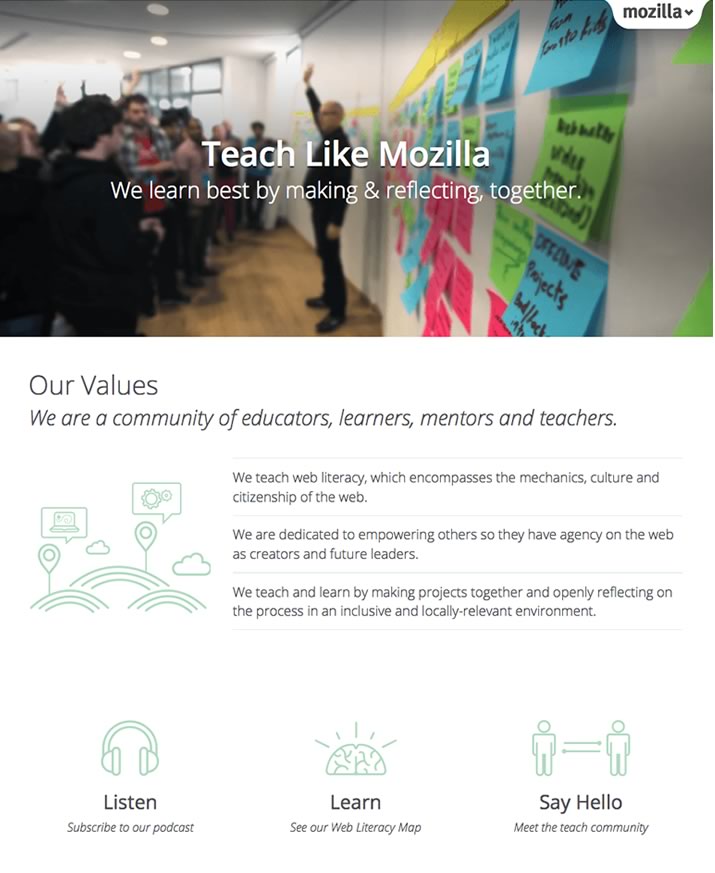 mozilla
From
Teach Like Mozilla
We learn best by making & reflecting, together.
Webmaker
OFFLINE
Projects
Our Values
We are a community of educators, learners, mentors and teachers.
We teach web literacy, which encompasses the mechanics, culture and
citizenship of the web.
We are dedicated to empowering others so they have agency on the web
as creators and future leaders.
We teach and learn by making projects together and openly reflecting on
the process in an inclusive and locally-relevant environment.
Listen
Learn
Say Hello
Subscribe to our podcast
See our Web Literacy Map
Meet the teach community